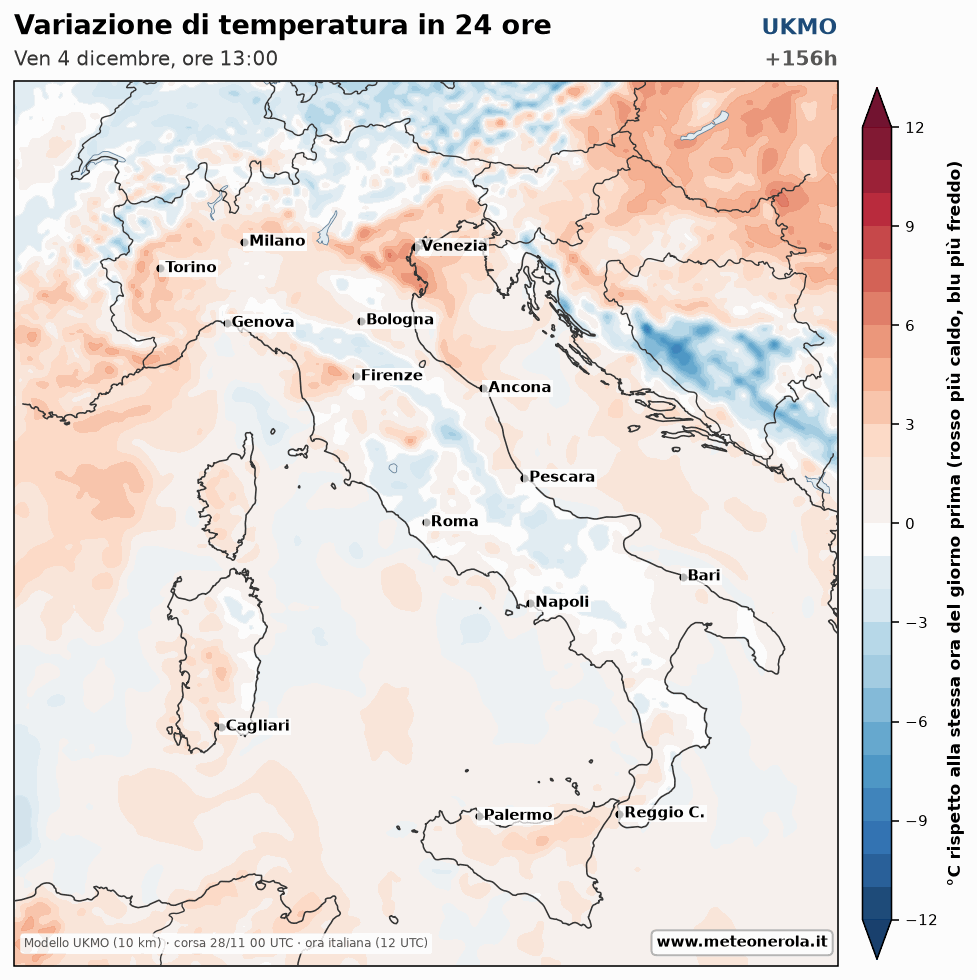 Variazione di temperatura in 24 ore
UKMO
Ven 4 dicembre, ore 13:00
+156h
Milano
Venezia
Torino
Genova
Bologna
Firenze
Ancona
Pescara
Roma
Bari
Napoli
Cagliari
Palermo
Reggio C.
Modello UKMO (10 km) · corsa 28/11 00 UTC · ora italiana (12 UTC)
www.meteonerola.it
12
9
6
3
0
−3
−6
−9
−12
°C rispetto alla stessa ora del giorno prima (rosso più caldo, blu più freddo)